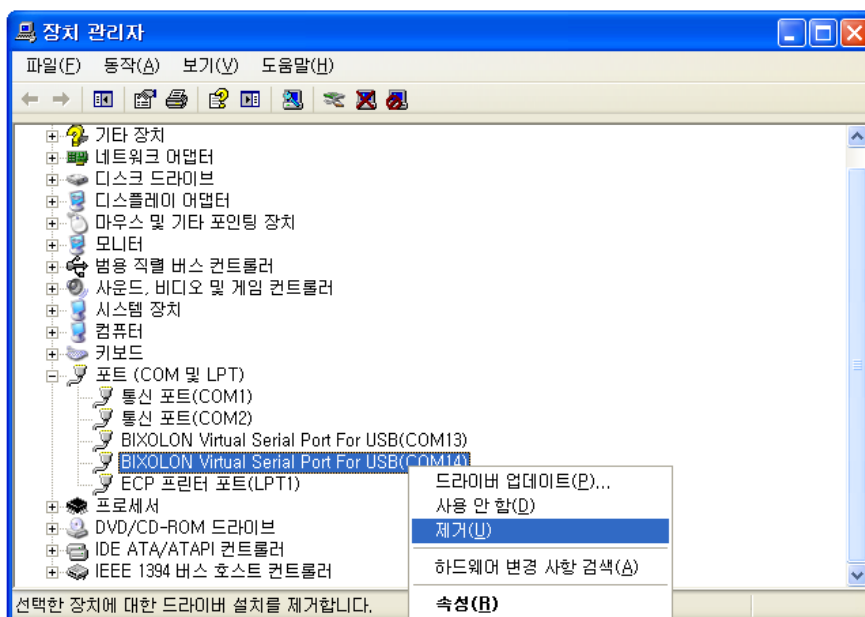 장치 관리자
파일(F) 동작(A) 보기(V) 도움말(H)
기타 장치
네트워크 어댑터
디스크 드라이브
디스플레이 어댑터
마우스 및 기타 포인팅 장치
모니터
범용 직렬 버스 컨트롤러
사운드, 비디오 및 게임 컨트롤러
시스템 장치
컴퓨터
키보드
포트 (COM 및 LPT)
통신 포트(COM1)
통신 포트(COM2)
BIXOLON Virtual Serial Port For USB(COM13)
BIXOLON Virtual Serial Port For USB(COM14)
ECP 프린터 포트(LPT1)
프로세서
DVD/CD-ROM 드라이브
IDE ATA/ATAPI 컨트롤러
IEEE 1394 버스 호스트 컨트롤러
드라이버 업데이트(P)...
사용 안 함(D)
제거(U)
하드웨어 변경 사항 검색(A)
속성(R)
선택한 장치에 대한 드라이버 설치를 제거합니다.